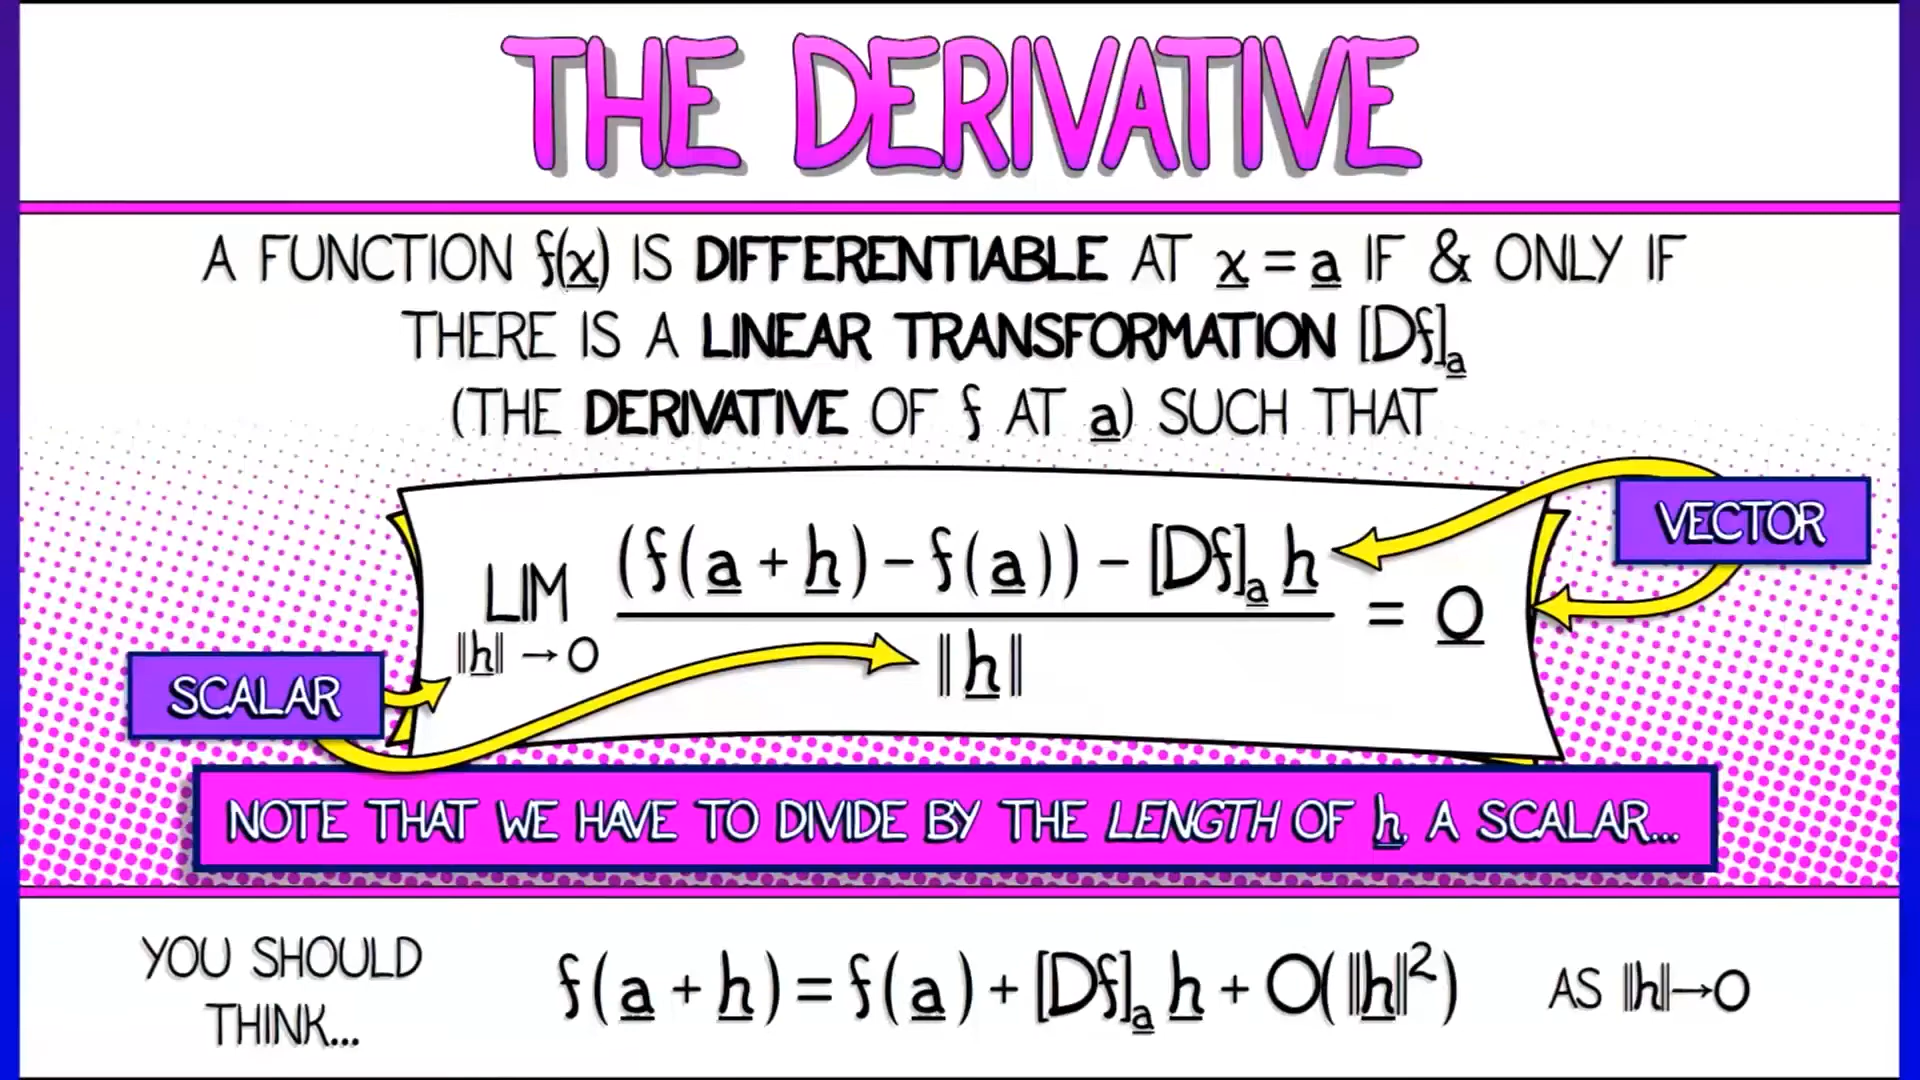 THE DERIVATIVE
A FUNCTION f(x) IS DIFFERENTIABLE AT x = a IF & ONLY IF
THERE IS A LINEAR TRANSFORMATION [Df]a
(THE DERIVATIVE OF f AT a) SUCH THAT
VECTOR
LIM ‖h‖→0 (f(a + h) − f(a)) − [Df]a h / ‖h‖ = 0
SCALAR
NOTE THAT WE HAVE TO DIVIDE BY THE LENGTH OF h, A SCALAR...
YOU SHOULD
THINK...
f(a + h) = f(a) + [Df]a h + O(‖h‖²) AS ‖h‖→0